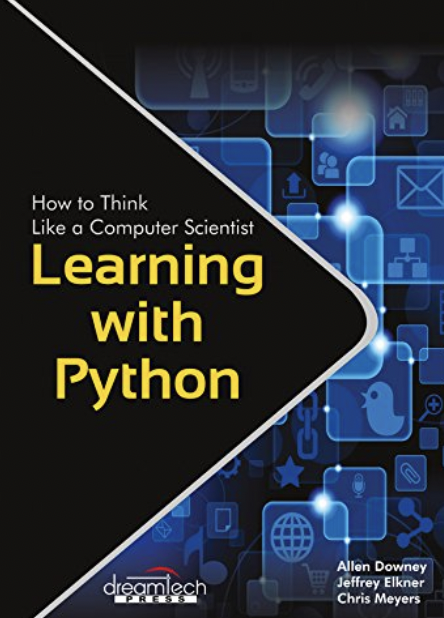 How to Think
Like a Computer Scientist
Learning
with
Python
Allen Downey
Jeffrey Elkner
Chris Meyers
dreamtech
PRESS